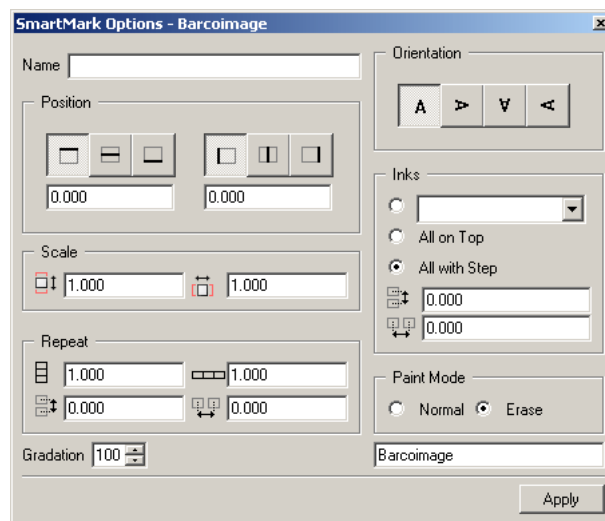 SmartMark Options - Barcoimage
Name
Position
0.000
0.000
Scale
1.000
1.000
Repeat
1.000
1.000
0.000
0.000
Gradation 100
Orientation
A A A A
Inks
All on Top
All with Step
0.000
0.000
Paint Mode
Normal Erase
Barcoimage
Apply